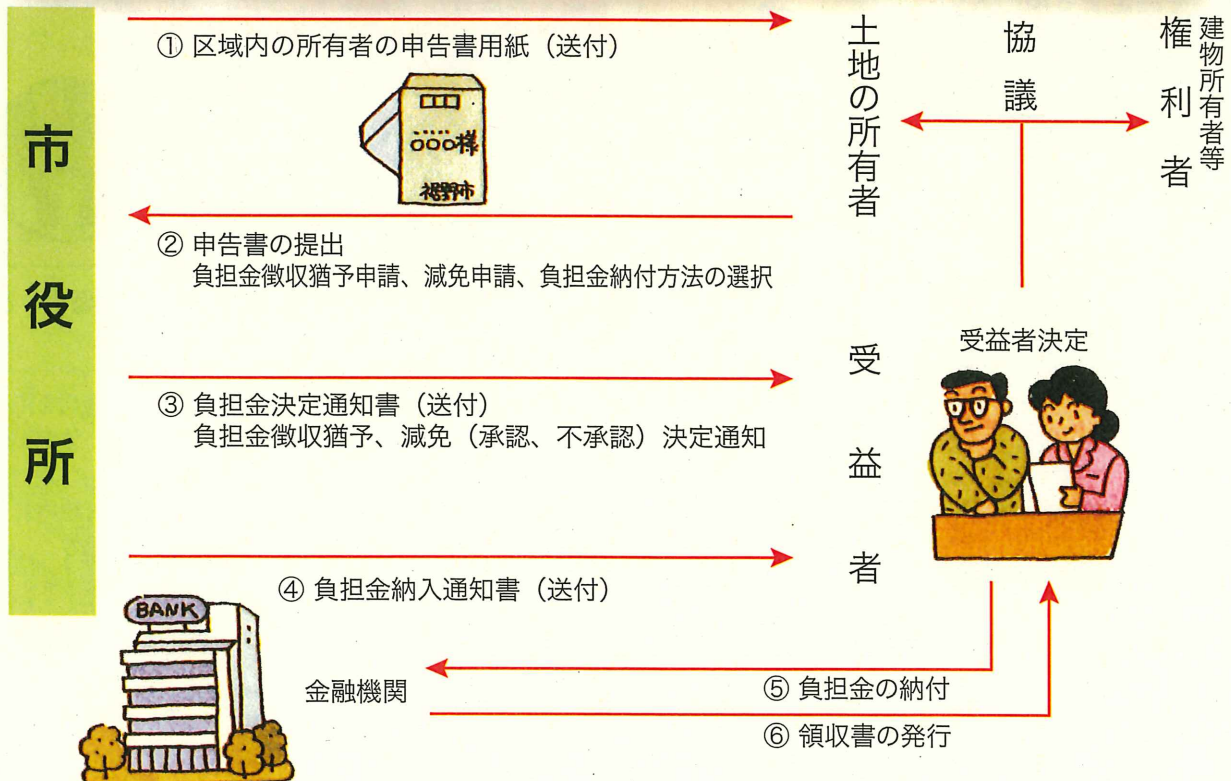 市役所
① 区域内の所有者の申告書用紙（送付）
○○○様
裾野市
② 申告書の提出
負担金徴収猶予申請、減免申請、負担金納付方法の選択
③ 負担金決定通知書（送付）
負担金徴収猶予、減免（承認、不承認）決定通知
④ 負担金納入通知書（送付）
土地の所有者
協議
権利者
建物所有者等
受益者決定
受益者
BANK
金融機関
⑤ 負担金の納付
⑥ 領収書の発行